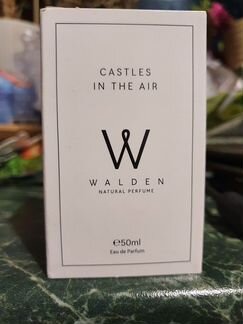 CASTLES
IN THE AIR
W
WALDEN
NATURAL PERFUME
℮50ml
Eau de Parfum